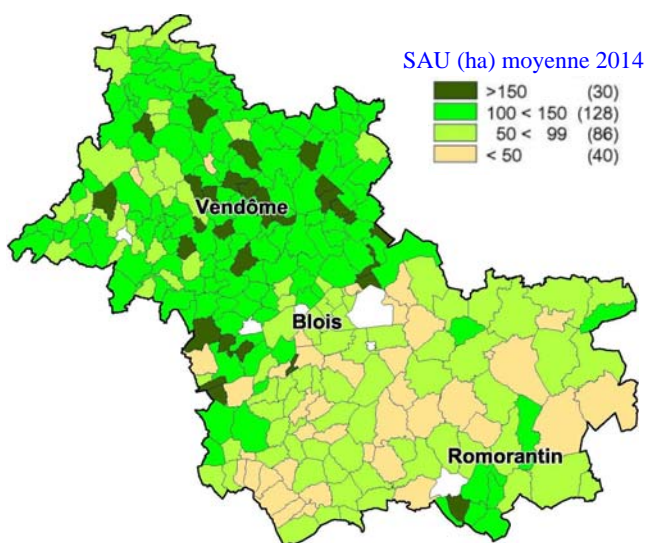 SAU (ha) moyenne 2014
>150 (30)
100 < 150 (128)
50 < 99 (86)
< 50 (40)
Vendôme
Blois
Romorantin